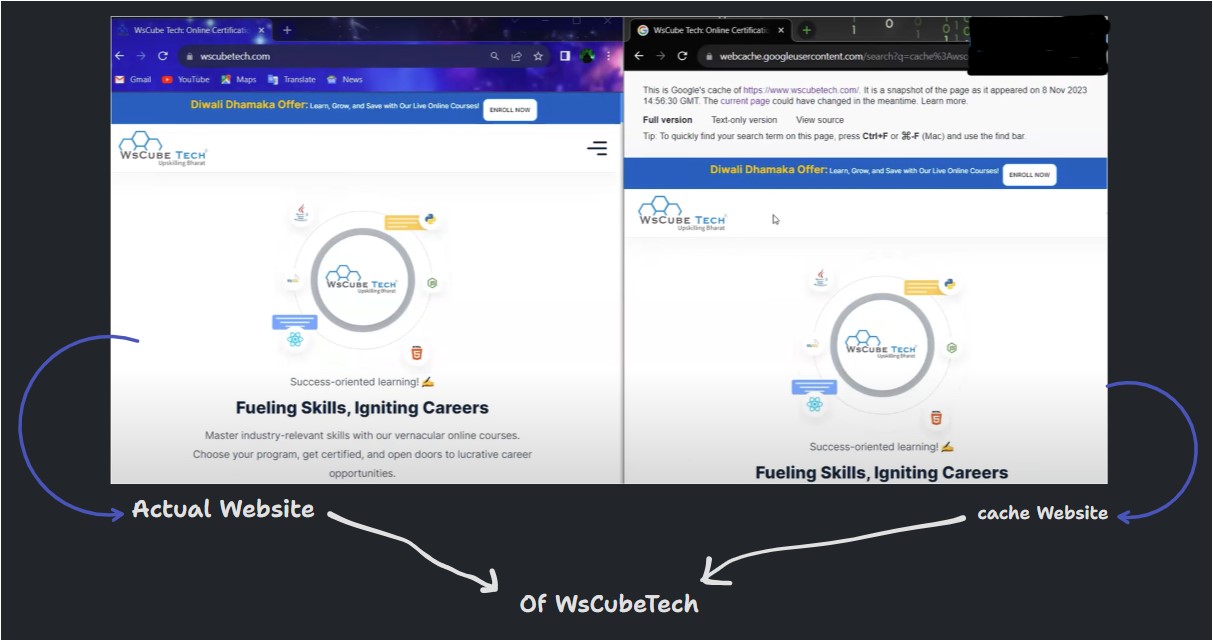 WsCube Tech: Online Certificati
wscubetech.com
Gmail YouTube Maps Translate News
Diwali Dhamaka Offer: Learn, Grow, and Save with Our Live Online Courses! ENROLL NOW
WsCube Tech
Upskilling Bharat
WsCube Tech
Upskilling Bharat
Success-oriented learning! ✍
Fueling Skills, Igniting Careers
Master industry-relevant skills with our vernacular online courses.
Choose your program, get certified, and open doors to lucrative career
opportunities.
WsCube Tech: Online Certificati
webcache.googleusercontent.com/search?q=cache%3Awsc
This is Google's cache of https://www.wscubetech.com/. It is a snapshot of the page as it appeared on 8 Nov 2023
14:56:30 GMT. The current page could have changed in the meantime. Learn more.
Full version Text-only version View source
Tip: To quickly find your search term on this page, press Ctrl+F or ⌘-F (Mac) and use the find bar.
Diwali Dhamaka Offer: Learn, Grow, and Save with Our Live Online Courses! ENROLL NOW
WsCube Tech
Upskilling Bharat
WsCube Tech
Upskilling Bharat
Success-oriented learning! ✍
Fueling Skills, Igniting Careers
Actual Website
cache Website
Of WsCubeTech